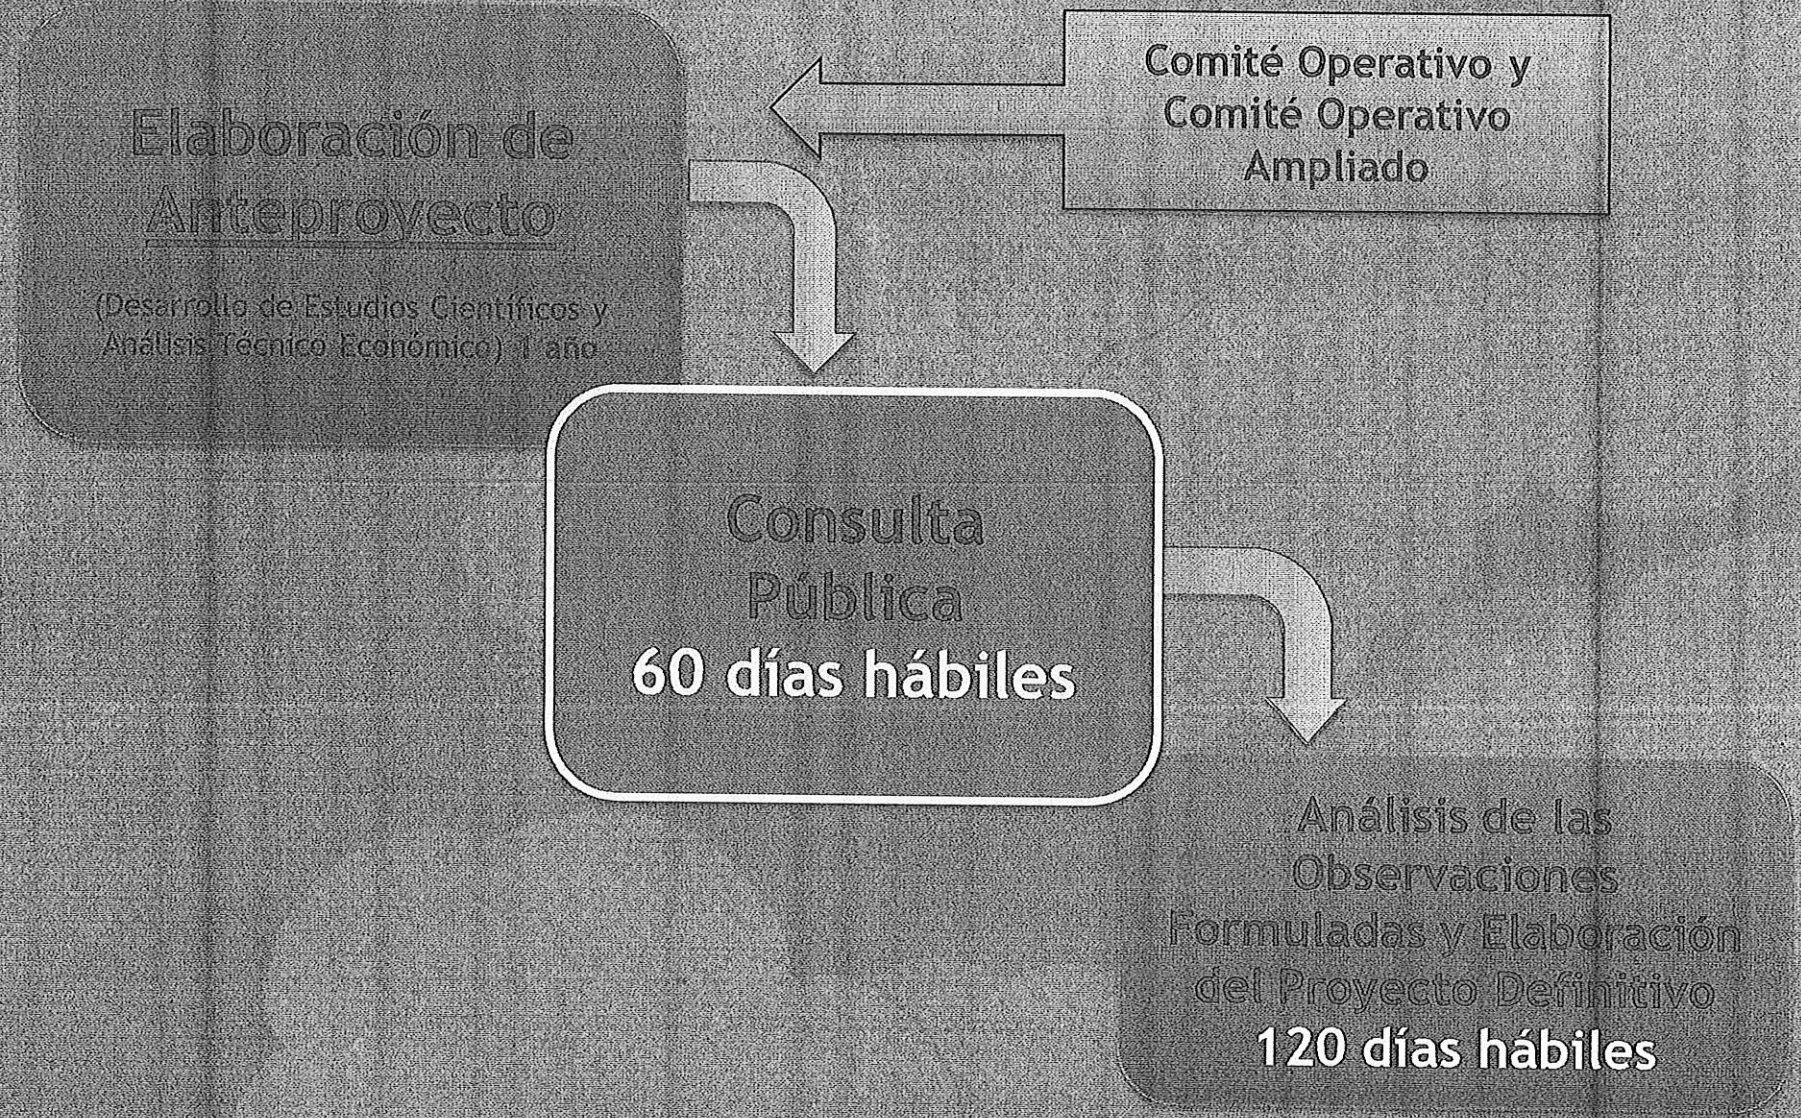 Elaboración de
Anteproyecto
(Desarrollo de Estudios Científicos y
Análisis Técnico Económico) 1 año
Comité Operativo y
Comité Operativo
Ampliado
Consulta
Pública
60 días hábiles
Análisis de las
Observaciones
Formuladas y Elaboración
del Proyecto Definitivo
120 días hábiles